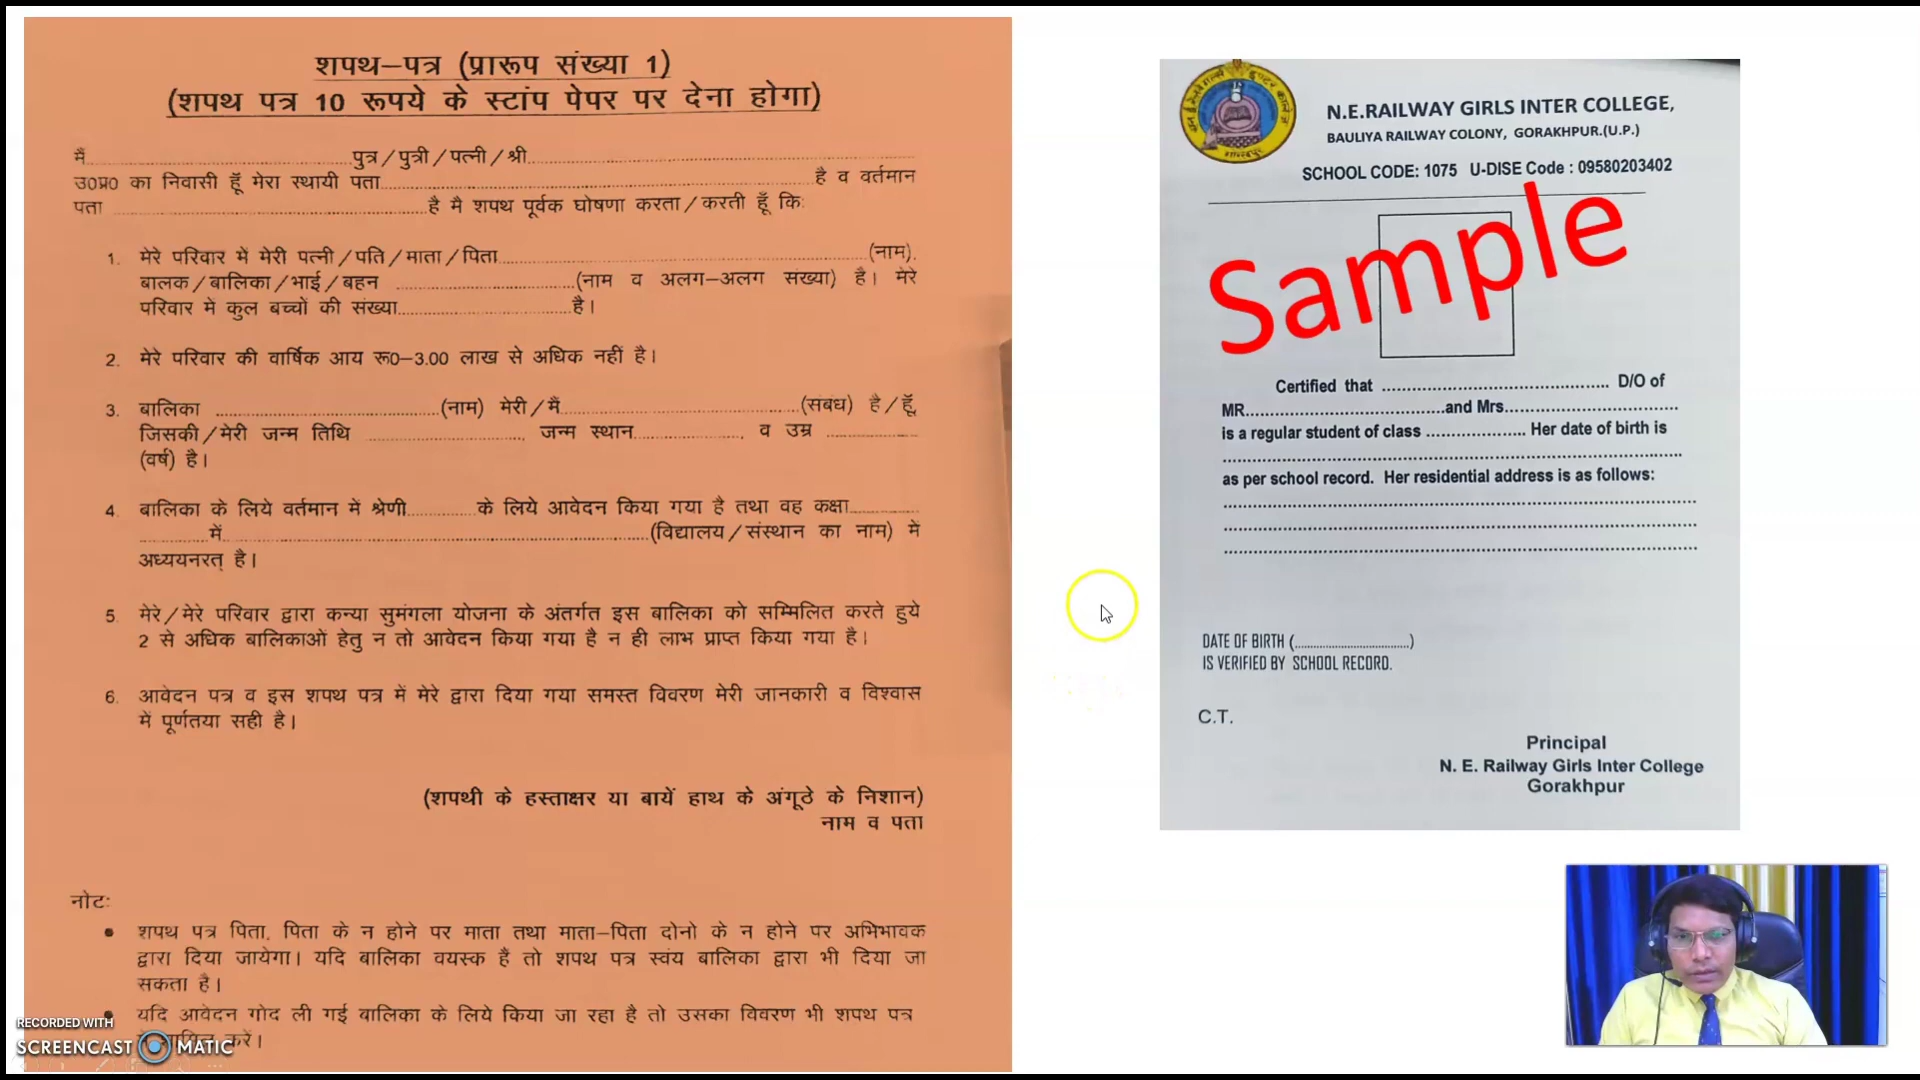 शपथ–पत्र (प्रारूप संख्या 1)
(शपथ पत्र 10 रूपये के स्टांप पेपर पर देना होगा)
मैं..............................पुत्र/पुत्री/पत्नी/श्री..............................
उ0प्र0 का निवासी हूँ मेरा स्थायी पता..............................है व वर्तमान
पता ..............................है मै शपथ पूर्वक घोषणा करता/करती हूँ कि:
1. मेरे परिवार में मेरी पत्नी/पति/माता/पिता..............................(नाम),
बालक/बालिका/भाई/बहन ..............................(नाम व अलग–अलग संख्या) है। मेरे
परिवार में कुल बच्चों की संख्या..............................है।
2. मेरे परिवार की वार्षिक आय रू0–3.00 लाख से अधिक नहीं है।
3. बालिका ..............................(नाम) मेरी/मैं..............................(संबंध) है/हूँ,
जिसकी/मेरी जन्म तिथि ...................., जन्म स्थान...................., व उम्र ....................
(वर्ष) है।
4. बालिका के लिये वर्तमान में श्रेणी............के लिये आवेदन किया गया है तथा वह कक्षा............
............में..............................(विद्यालय/संस्थान का नाम) में
अध्ययनरत् है।
5. मेरे/मेरे परिवार द्वारा कन्या सुमंगला योजना के अंतर्गत इस बालिका को सम्मिलित करते हुये
2 से अधिक बालिकाओं हेतु न तो आवेदन किया गया है न ही लाभ प्राप्त किया गया है।
6. आवेदन पत्र व इस शपथ पत्र में मेरे द्वारा दिया गया समस्त विवरण मेरी जानकारी व विश्वास
में पूर्णतया सही है।
(शपथी के हस्ताक्षर या बायें हाथ के अंगूठे के निशान)
नाम व पता
नोट:
• शपथ पत्र पिता, पिता के न होने पर माता तथा माता–पिता दोनो के न होने पर अभिभावक
द्वारा दिया जायेगा। यदि बालिका वयस्क हैं तो शपथ पत्र स्वंय बालिका द्वारा भी दिया जा
सकता है।
• यदि आवेदन गोद ली गई बालिका के लिये किया जा रहा है तो उसका विवरण भी शपथ पत्र
करें।
RECORDED WITH
SCREENCAST MATIC
N.E.RAILWAY GIRLS INTER COLLEGE,
BAULIYA RAILWAY COLONY, GORAKHPUR.(U.P.)
SCHOOL CODE: 1075 U-DISE Code : 09580203402
Sample
Certified that .............................. D/O of
MR..............................and Mrs..............................
is a regular student of class .................... Her date of birth is
............................................................
as per school record. Her residential address is as follows:
............................................................
............................................................
............................................................
DATE OF BIRTH (..............................)
IS VERIFIED BY SCHOOL RECORD.
C.T.
Principal
N. E. Railway Girls Inter College
Gorakhpur